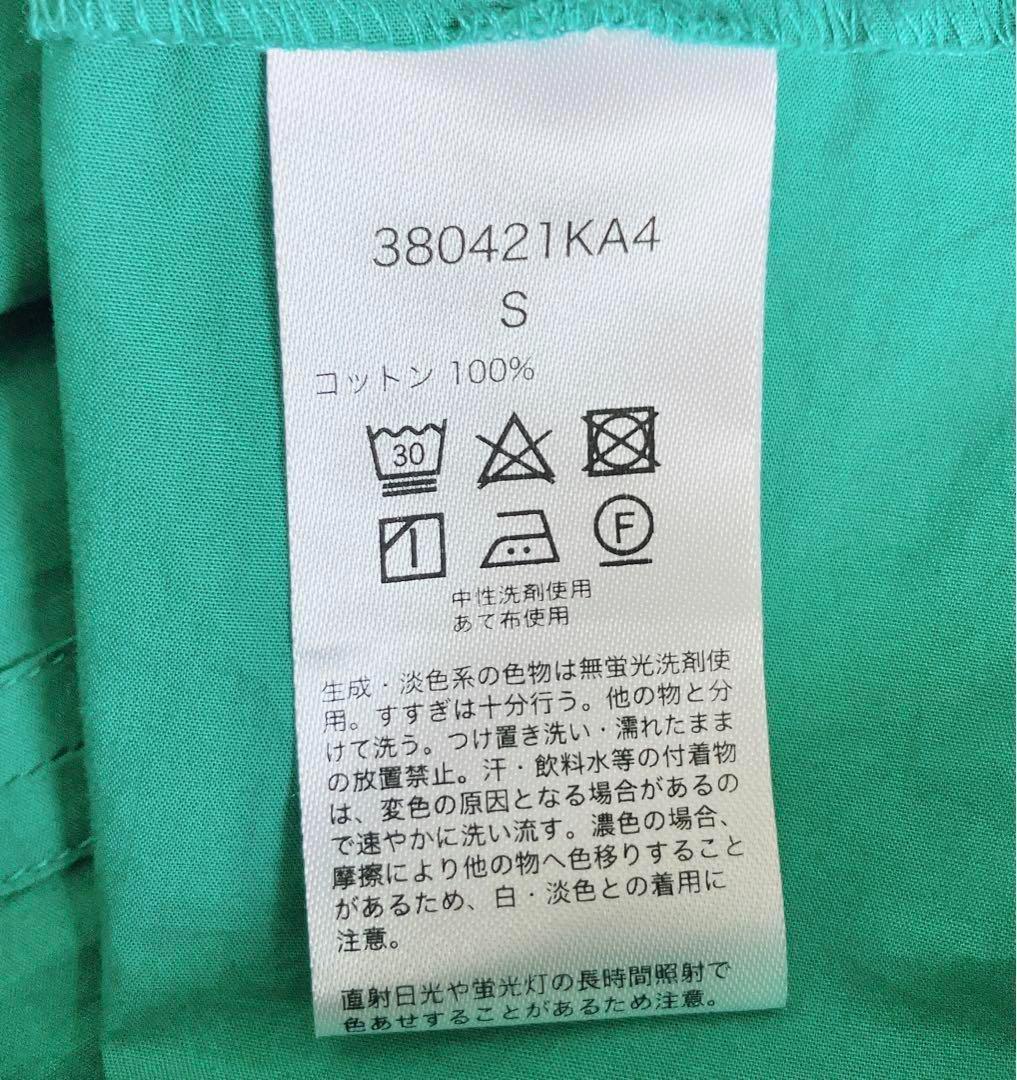 380421KA4
S
コットン 100%
30
F
中性洗剤使用
あて布使用
生成・淡色系の色物は無蛍光洗剤使
用。すすぎは十分行う。他の物と分
けて洗う。つけ置き洗い・濡れたまま
の放置禁止。汗・飲料水等の付着物
は、変色の原因となる場合があるの
で速やかに洗い流す。濃色の場合、
摩擦により他の物へ色移りすること
があるため、白・淡色との着用に
注意。
直射日光や蛍光灯の長時間照射で
色あせすることがあるため注意。